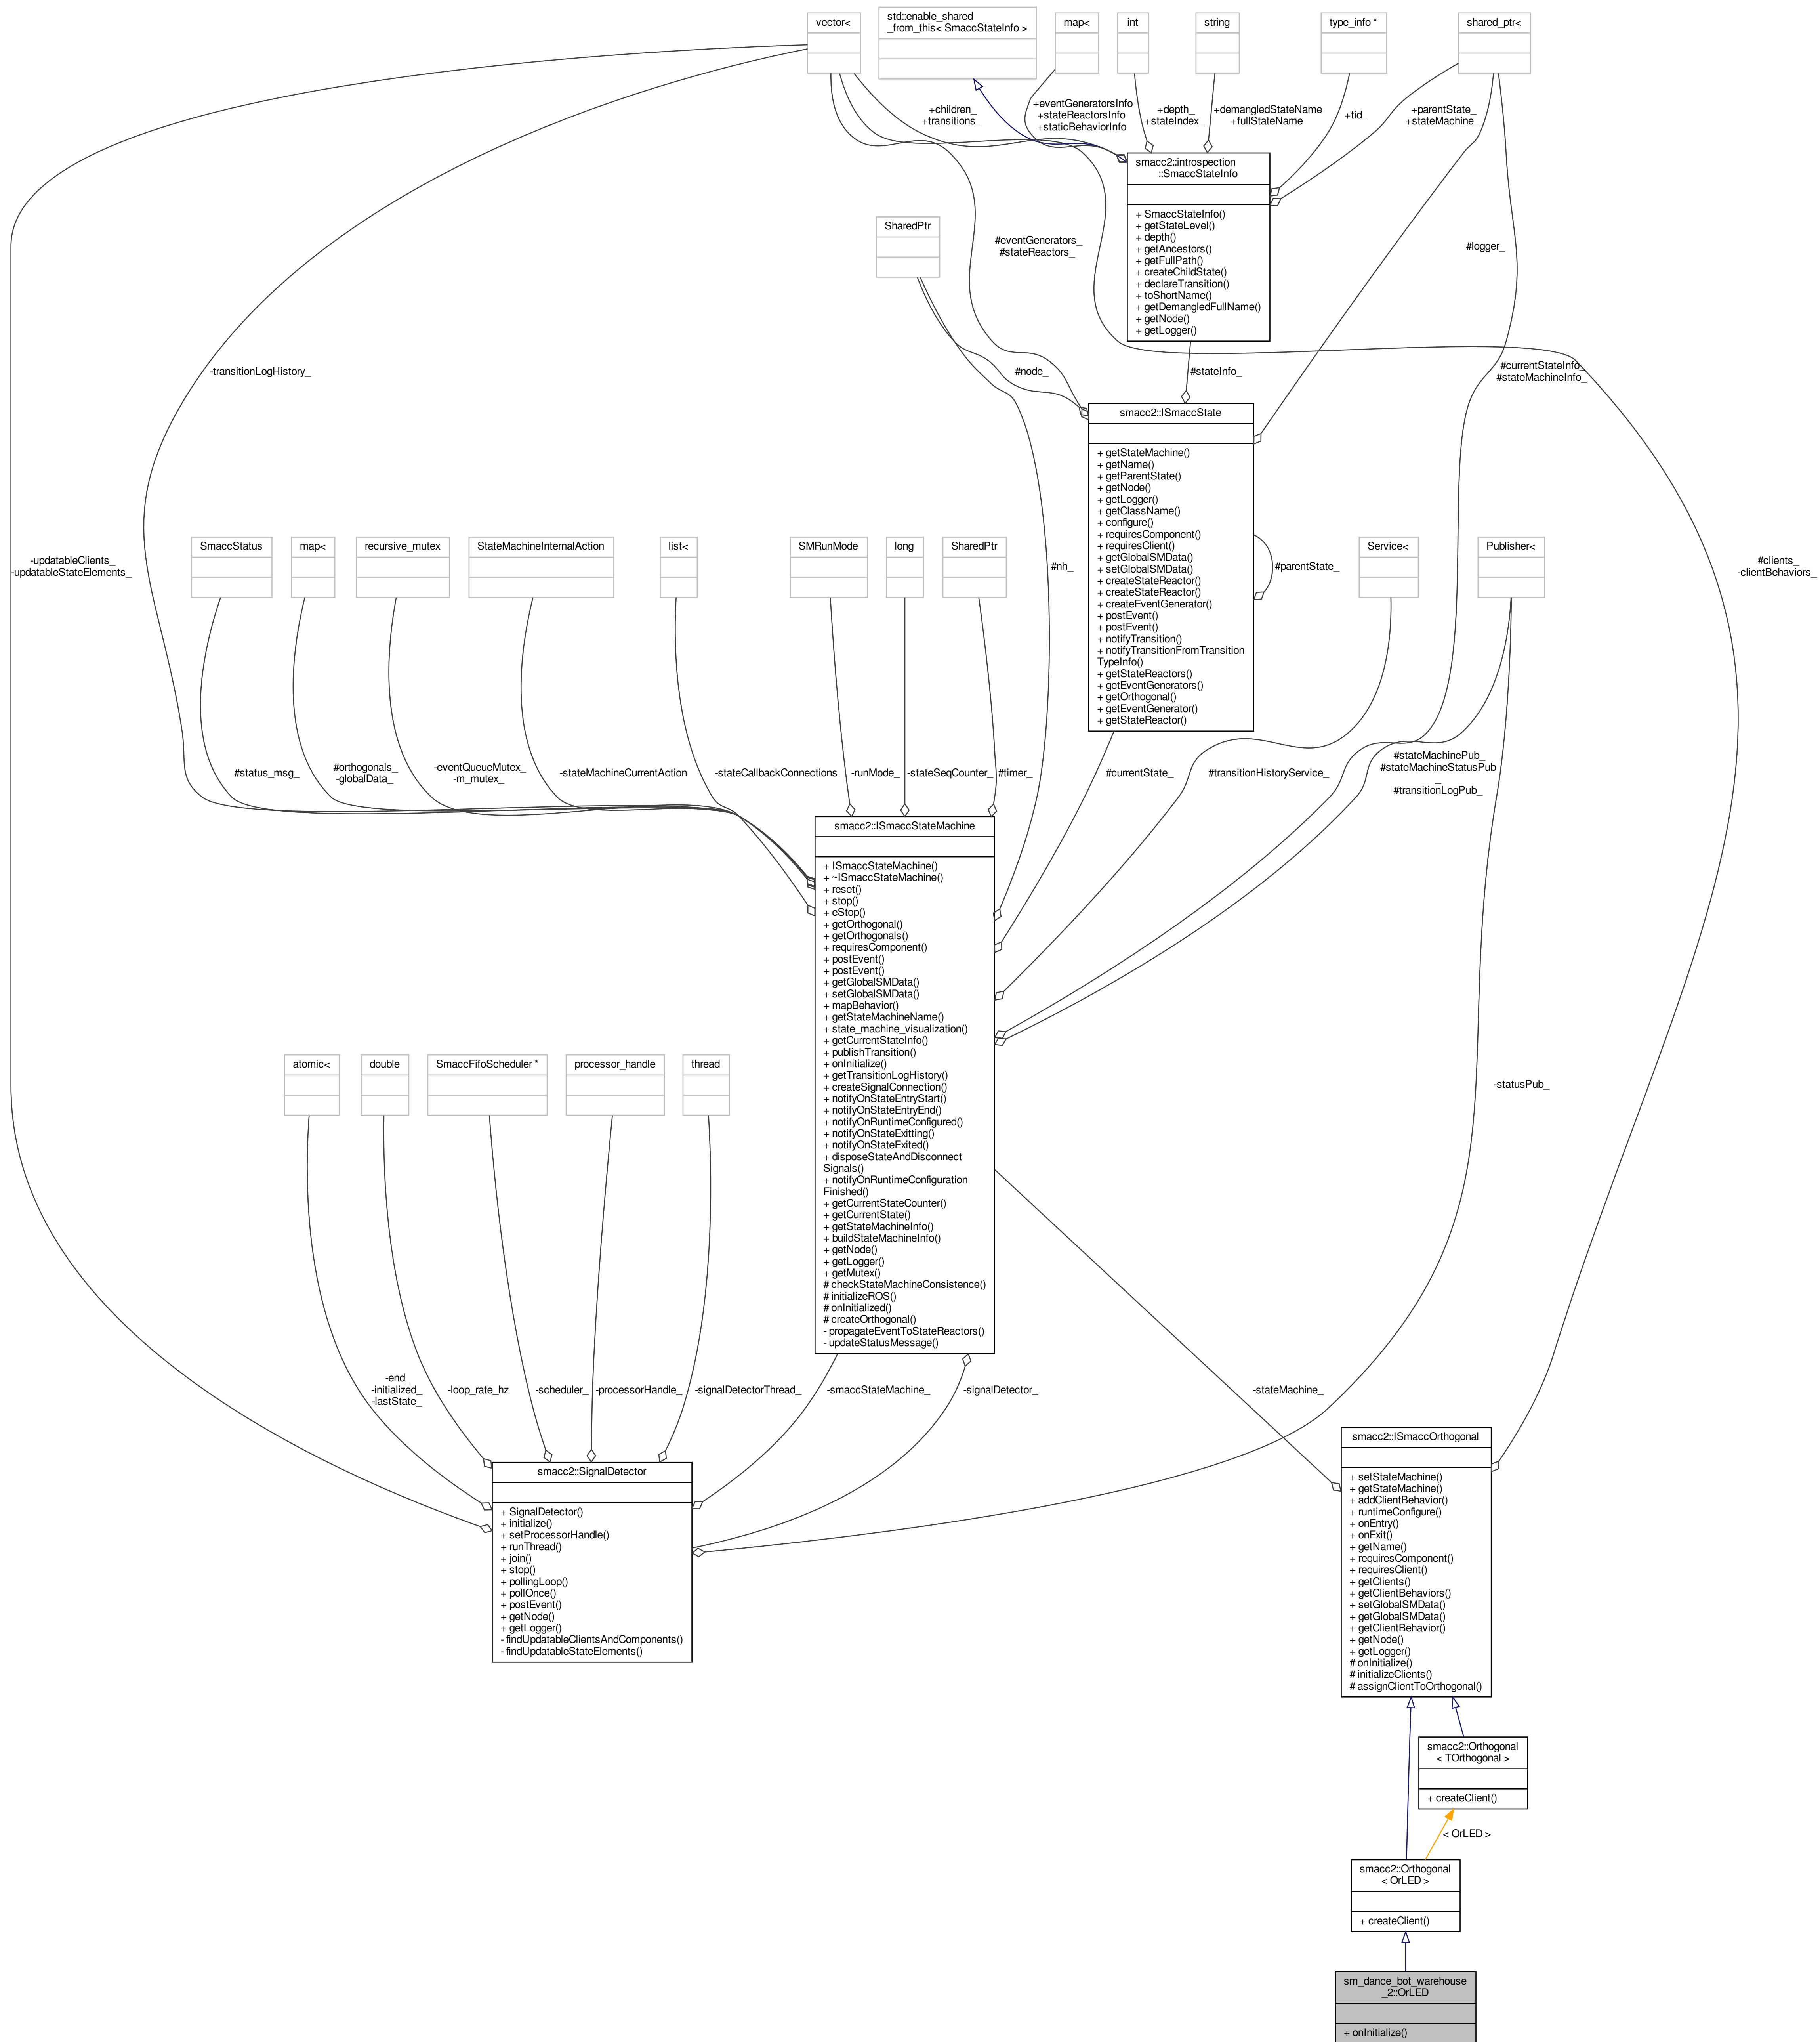 vector<
std::enable_shared
_from_this< SmaccStateInfo >
map<
int
string
type_info *
shared_ptr<
+children_
+transitions_
+eventGeneratorsInfo
+stateReactorsInfo
+staticBehaviorInfo
+depth_
+stateIndex_
+demangledStateName
+fullStateName
+tid_
+parentState_
+stateMachine_
smacc2::introspection
::SmaccStateInfo
+ SmaccStateInfo()
+ getStateLevel()
+ depth()
+ getAncestors()
+ getFullPath()
+ createChildState()
+ declareTransition()
+ toShortName()
+ getDemangledFullName()
+ getNode()
+ getLogger()
SharedPtr
#eventGenerators_
#stateReactors_
#logger_
-transitionLogHistory_
#node_
#stateInfo_
#currentStateInfo_
#stateMachineInfo_
smacc2::ISmaccState
+ getStateMachine()
+ getName()
+ getParentState()
+ getNode()
+ getLogger()
+ getClassName()
+ configure()
+ requiresComponent()
+ requiresClient()
+ getGlobalSMData()
+ setGlobalSMData()
+ createStateReactor()
+ createStateReactor()
+ createEventGenerator()
+ postEvent()
+ postEvent()
+ notifyTransition()
+ notifyTransitionFromTransition
TypeInfo()
+ getStateReactors()
+ getEventGenerators()
+ getOrthogonal()
+ getEventGenerator()
+ getStateReactor()
#parentState_
-updatableClients_
-updatableStateElements_
SmaccStatus
map<
recursive_mutex
StateMachineInternalAction
list<
SMRunMode
long
SharedPtr
#nh_
Service<
Publisher<
#clients_
-clientBehaviors_
#status_msg_
#orthogonals_
-globalData_
-eventQueueMutex_
-m_mutex_
-stateMachineCurrentAction
-stateCallbackConnections
-runMode_
-stateSeqCounter_
#timer_
#currentState_
#transitionHistoryService_
#stateMachinePub_
#stateMachineStatusPub
_
#transitionLogPub_
smacc2::ISmaccStateMachine
+ ISmaccStateMachine()
+ ~ISmaccStateMachine()
+ reset()
+ stop()
+ eStop()
+ getOrthogonal()
+ getOrthogonals()
+ requiresComponent()
+ postEvent()
+ postEvent()
+ getGlobalSMData()
+ setGlobalSMData()
+ mapBehavior()
+ getStateMachineName()
+ state_machine_visualization()
+ getCurrentStateInfo()
+ publishTransition()
+ onInitialize()
+ getTransitionLogHistory()
+ createSignalConnection()
+ notifyOnStateEntryStart()
+ notifyOnStateEntryEnd()
+ notifyOnRuntimeConfigured()
+ notifyOnStateExitting()
+ notifyOnStateExited()
+ disposeStateAndDisconnect
Signals()
+ notifyOnRuntimeConfiguration
Finished()
+ getCurrentStateCounter()
+ getCurrentState()
+ getStateMachineInfo()
+ buildStateMachineInfo()
+ getNode()
+ getLogger()
+ getMutex()
# checkStateMachineConsistence()
# initializeROS()
# onInitialized()
# createOrthogonal()
- propagateEventToStateReactors()
- updateStatusMessage()
atomic<
double
SmaccFifoScheduler *
processor_handle
thread
-statusPub_
-end_
-initialized_
-lastState_
-loop_rate_hz
-scheduler_
-processorHandle_
-signalDetectorThread_
-smaccStateMachine_
-signalDetector_
-stateMachine_
smacc2::SignalDetector
+ SignalDetector()
+ initialize()
+ setProcessorHandle()
+ runThread()
+ join()
+ stop()
+ pollingLoop()
+ pollOnce()
+ postEvent()
+ getNode()
+ getLogger()
- findUpdatableClientsAndComponents()
- findUpdatableStateElements()
smacc2::ISmaccOrthogonal
+ setStateMachine()
+ getStateMachine()
+ addClientBehavior()
+ runtimeConfigure()
+ onEntry()
+ onExit()
+ getName()
+ requiresComponent()
+ requiresClient()
+ getClients()
+ getClientBehaviors()
+ setGlobalSMData()
+ getGlobalSMData()
+ getClientBehavior()
+ getNode()
+ getLogger()
# onInitialize()
# initializeClients()
# assignClientToOrthogonal()
smacc2::Orthogonal
< TOrthogonal >
+ createClient()
< OrLED >
smacc2::Orthogonal
< OrLED >
+ createClient()
sm_dance_bot_warehouse
_2::OrLED
+ onInitialize()